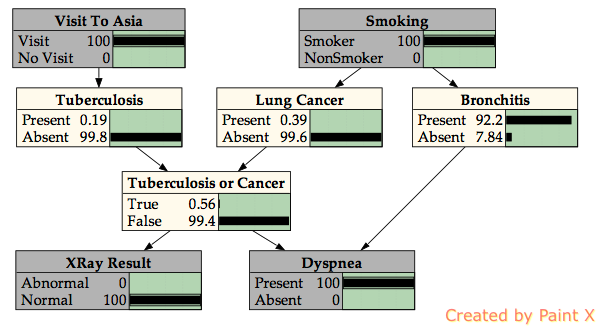 Visit To Asia
Visit 100
No Visit 0
Smoking
Smoker 100
NonSmoker 0
Tuberculosis
Present 0.19
Absent 99.8
Lung Cancer
Present 0.39
Absent 99.6
Bronchitis
Present 92.2
Absent 7.84
Tuberculosis or Cancer
True 0.56
False 99.4
XRay Result
Abnormal 0
Normal 100
Dyspnea
Present 100
Absent 0
Created by Paint X